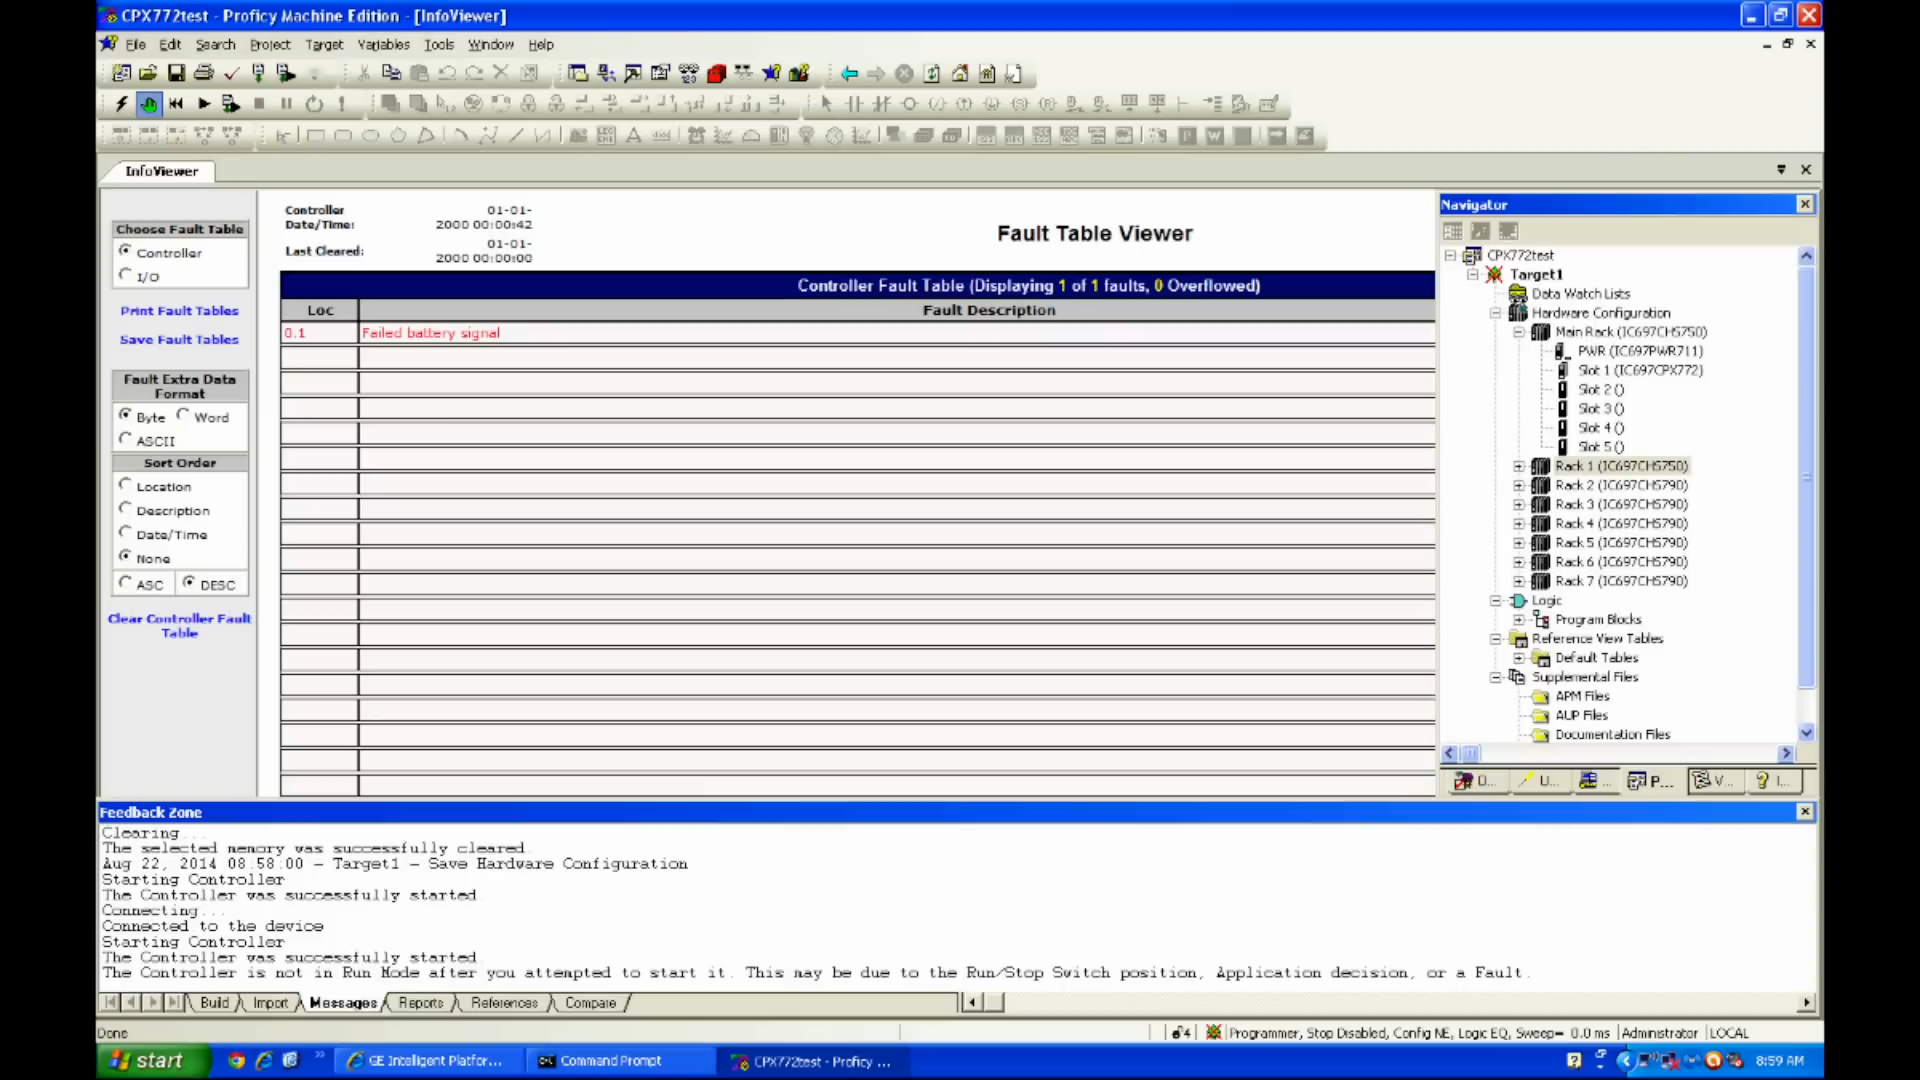 CPX772test - Proficy Machine Edition - [InfoViewer]
File Edit Search Project Target Variables Tools Window Help
InfoViewer
Choose Fault Table
Controller
I/O
Print Fault Tables
Save Fault Tables
Fault Extra Data
Format
Byte Word
ASCII
Sort Order
Location
Description
Date/Time
None
ASC DESC
Clear Controller Fault
Table
Controller 01-01-
Date/Time: 2000 00:00:42
Last Cleared: 01-01-
2000 00:00:00
Fault Table Viewer
Controller Fault Table (Displaying 1 of 1 faults, 0 Overflowed)
Loc Fault Description
0.1 Failed battery signal
Navigator
CPX772test
Target1
Data Watch Lists
Hardware Configuration
Main Rack (IC697CHS750)
PWR (IC697PWR711)
Slot 1 (IC697CPX772)
Slot 2 ()
Slot 3 ()
Slot 4 ()
Slot 5 ()
Rack 1 (IC697CHS750)
Rack 2 (IC697CHS790)
Rack 3 (IC697CHS790)
Rack 4 (IC697CHS790)
Rack 5 (IC697CHS790)
Rack 6 (IC697CHS790)
Rack 7 (IC697CHS790)
Logic
Program Blocks
Reference View Tables
Default Tables
Supplemental Files
APM Files
AUP Files
Documentation Files
O... U... ... P... V... I...
Feedback Zone
Clearing...
The selected memory was successfully cleared.
Aug 22, 2014 08:58:00 - Target1 - Save Hardware Configuration
Starting Controller
The Controller was successfully started
Connecting...
Connected to the device
Starting Controller
The Controller was successfully started
The Controller is not in Run Mode after you attempted to start it. This may be due to the Run/Stop Switch position, Application decision, or a Fault.
Build Import Messages Reports References Compare
Done
4 Programmer, Stop Disabled, Config NE, Logic EQ, Sweep= 0.0 ms Administrator LOCAL
start GE Intelligent Platfor... Command Prompt CPX772test - Proficy ... 8:59 AM